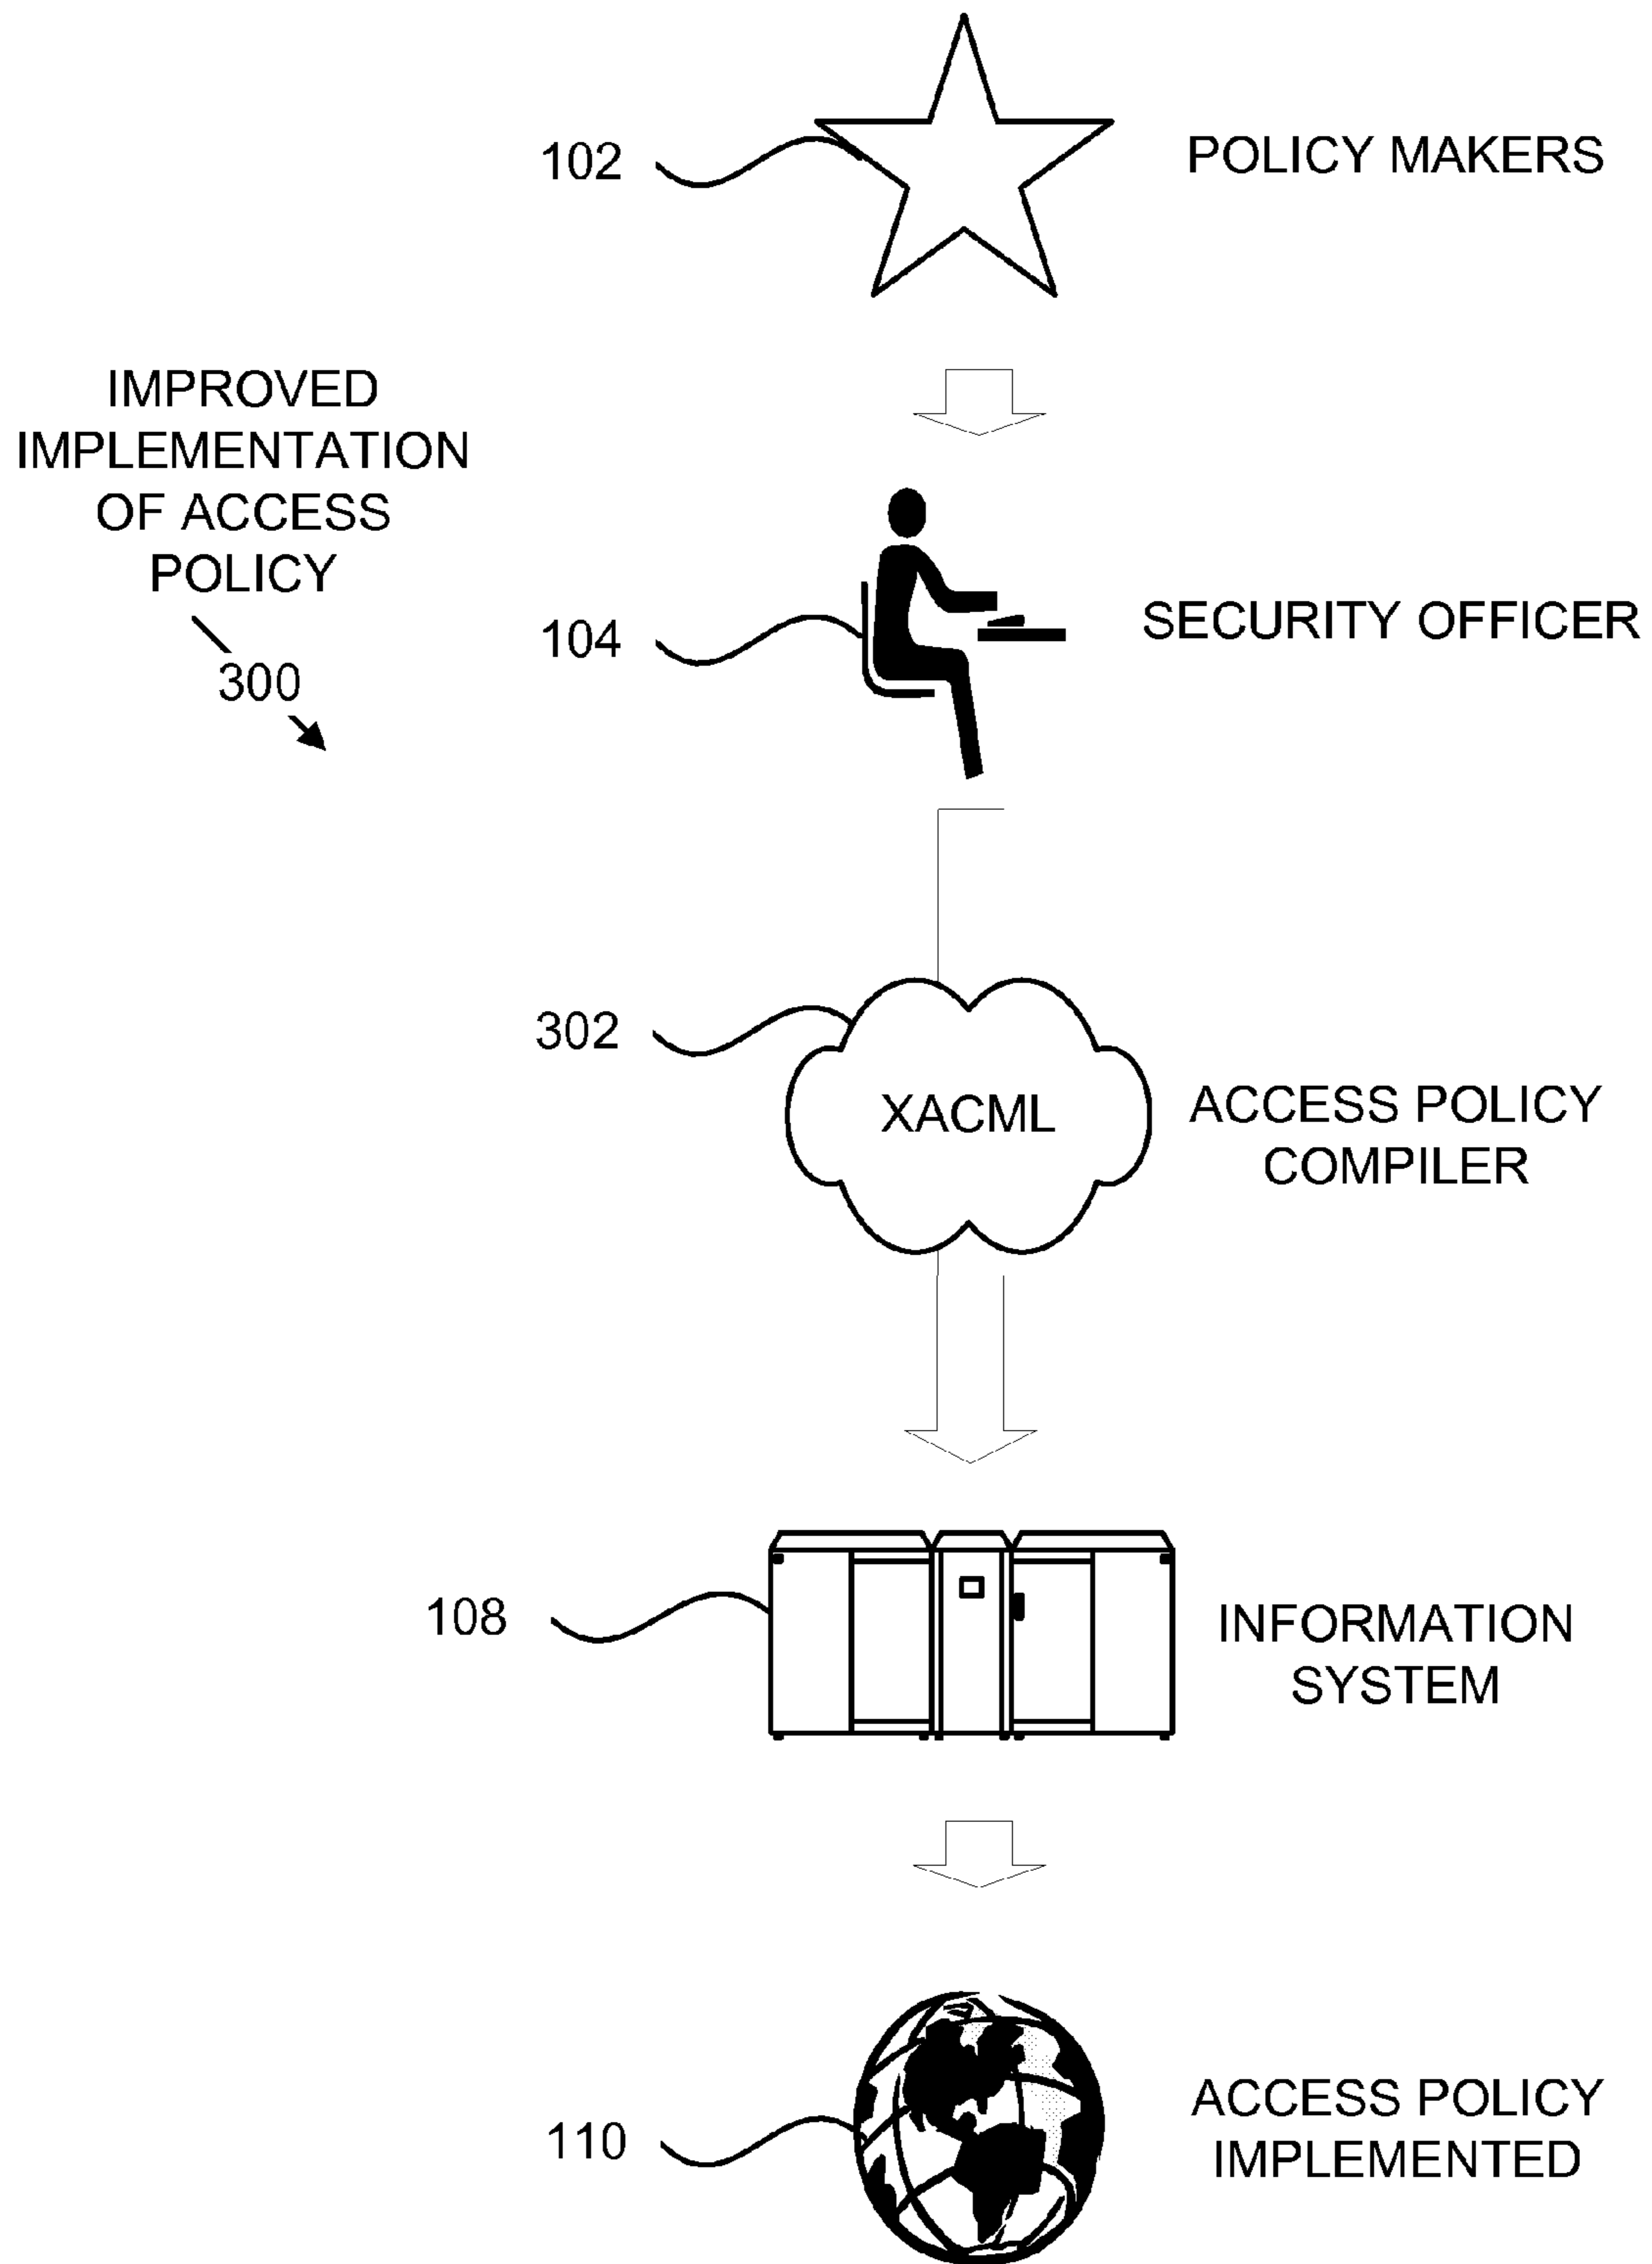 102
POLICY MAKERS
IMPROVED
IMPLEMENTATION
OF ACCESS
POLICY
300
104
SECURITY OFFICER
302
XACML
ACCESS POLICY
COMPILER
108
INFORMATION
SYSTEM
110
ACCESS POLICY
IMPLEMENTED